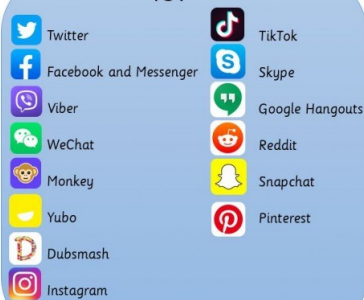 Twitter
Facebook and Messenger
Viber
WeChat
Monkey
Yubo
Dubsmash
Instagram
TikTok
Skype
Google Hangouts
Reddit
Snapchat
Pinterest